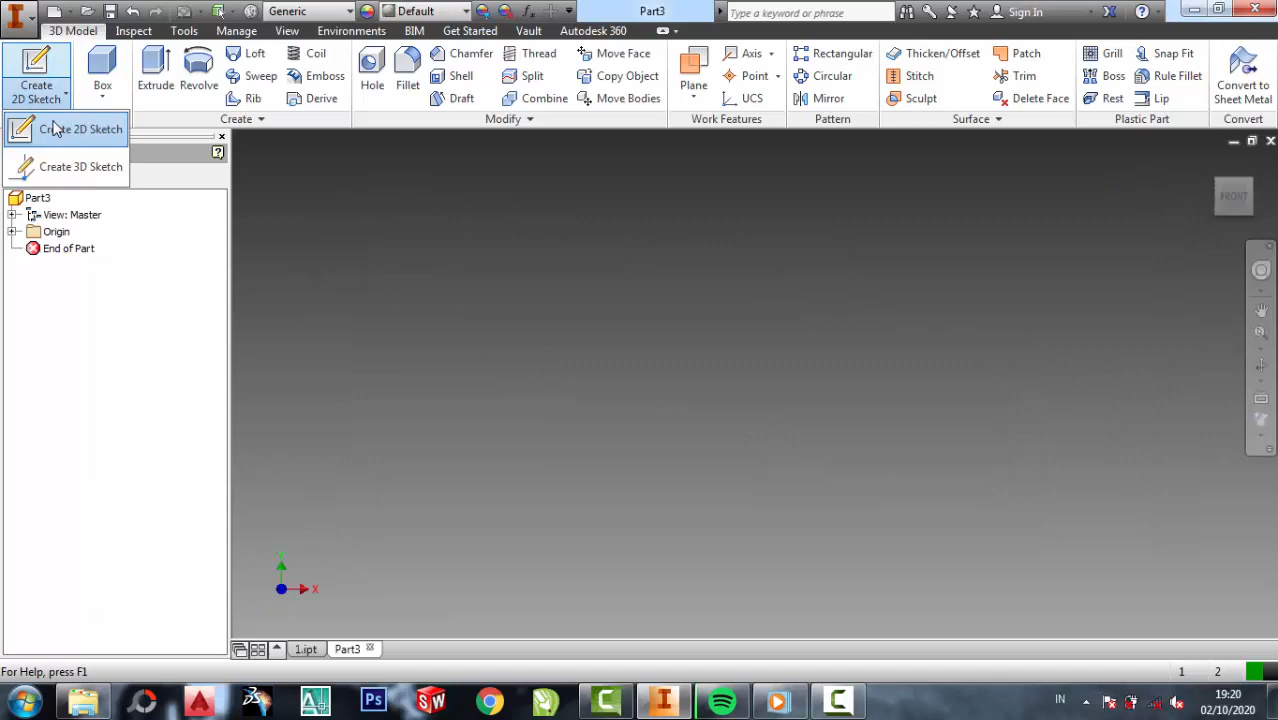 Generic
Default
Part3
Type a keyword or phrase
Sign In
3D Model
Inspect
Tools
Manage
View
Environments
BIM
Get Started
Vault
Autodesk 360
Create
2D Sketch
Box
Extrude
Revolve
Loft
Sweep
Rib
Coil
Emboss
Derive
Create
Hole
Fillet
Chamfer
Shell
Draft
Thread
Split
Combine
Move Face
Copy Object
Move Bodies
Modify
Plane
Axis
Point
UCS
Work Features
Rectangular
Circular
Mirror
Pattern
Thicken/Offset
Stitch
Sculpt
Patch
Trim
Delete Face
Surface
Grill
Boss
Rest
Snap Fit
Rule Fillet
Lip
Plastic Part
Convert to
Sheet Metal
Convert
Create 2D Sketch
Create 3D Sketch
Part3
View: Master
Origin
End of Part
FRONT
Y
X
1.ipt
Part3
For Help, press F1
1
2
Ps
SW
IN
19:20
02/10/2020